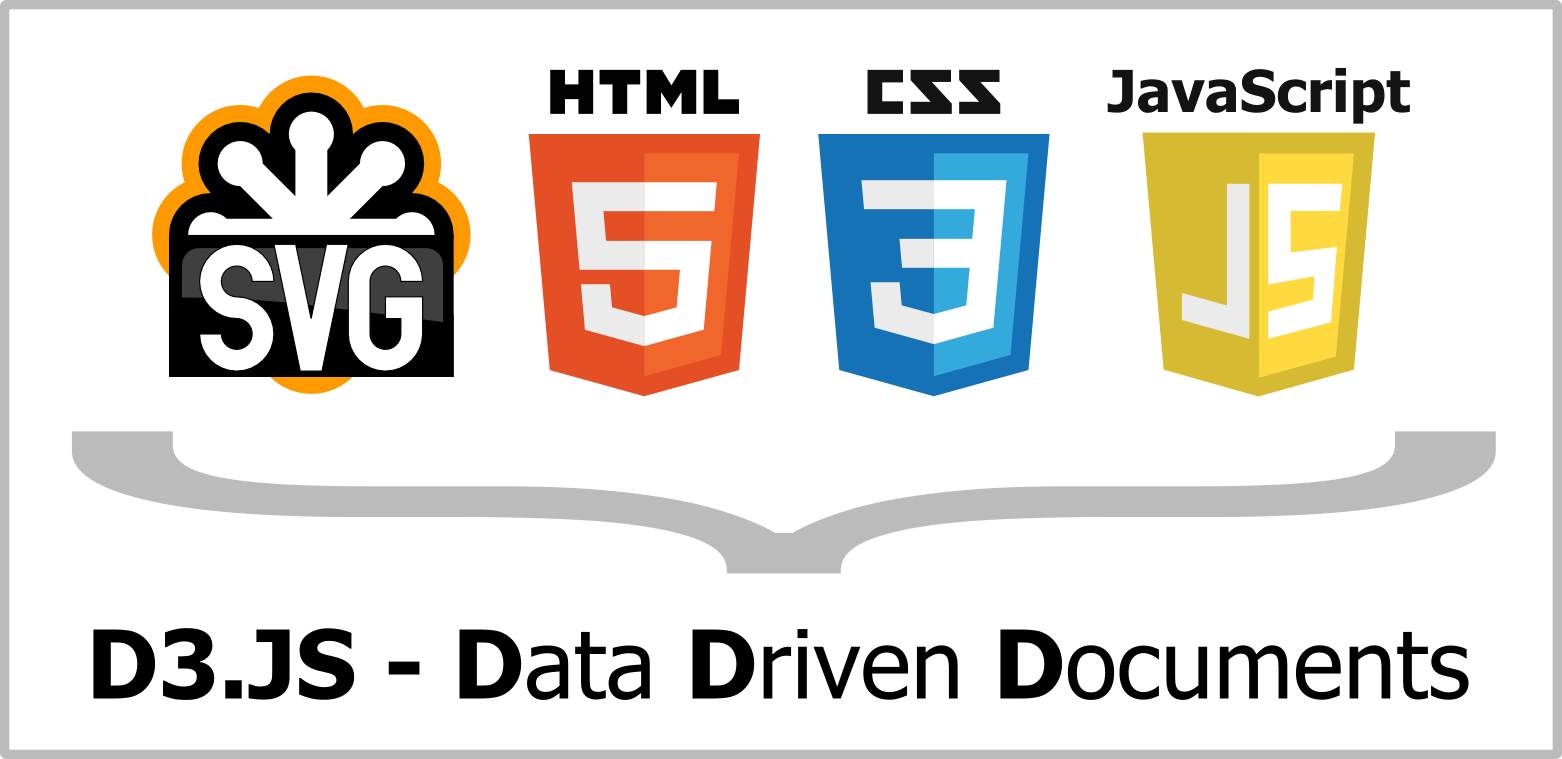 HTML CSS JavaScript
SVG 5 3 JS
D3.JS - Data Driven Documents